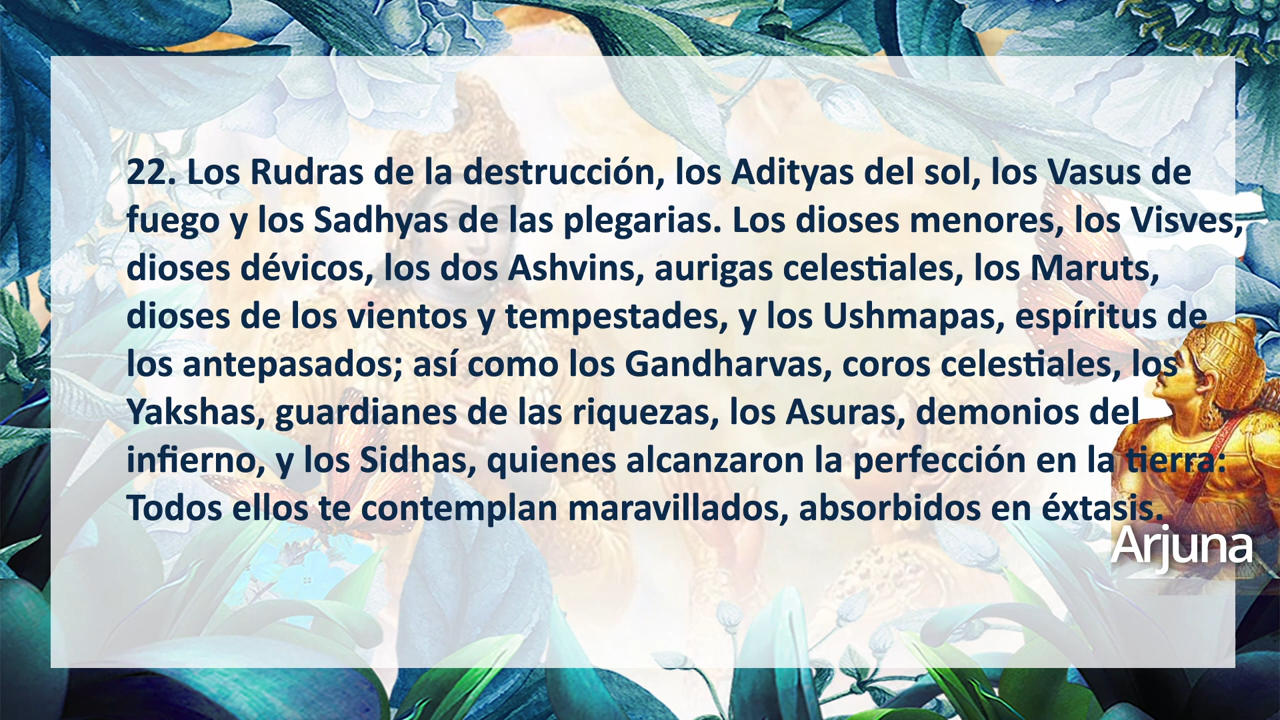 22. Los Rudras de la destrucción, los Adityas del sol, los Vasus de
fuego y los Sadhyas de las plegarias. Los dioses menores, los Visves,
dioses dévicos, los dos Ashvins, aurigas celestiales, los Maruts,
dioses de los vientos y tempestades, y los Ushmapas, espíritus de
los antepasados; así como los Gandharvas, coros celestiales, los
Yakshas, guardianes de las riquezas, los Asuras, demonios del
infierno, y los Sidhas, quienes alcanzaron la perfección en la tierra:
Todos ellos te contemplan maravillados, absorbidos en éxtasis.
Arjuna